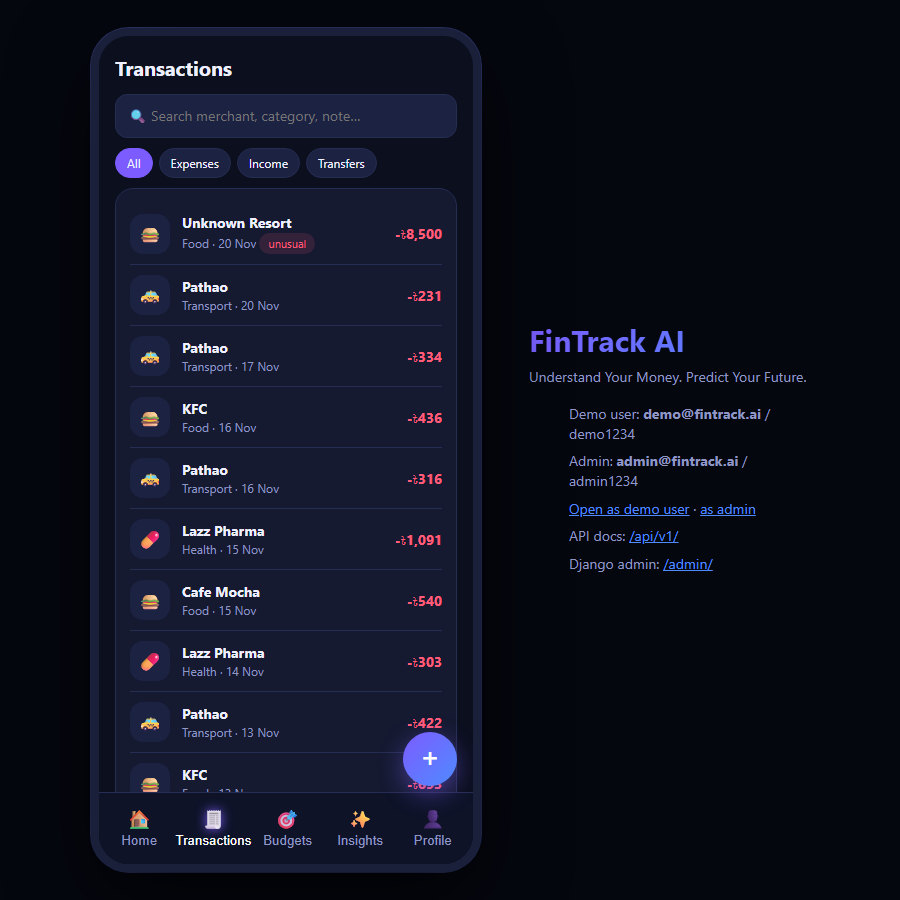 Transactions
Search merchant, category, note...
All
Expenses
Income
Transfers
Unknown Resort
Food · 20 Nov unusual
-৳8,500
Pathao
Transport · 20 Nov
-৳231
Pathao
Transport · 17 Nov
-৳334
KFC
Food · 16 Nov
-৳436
Pathao
Transport · 16 Nov
-৳316
Lazz Pharma
Health · 15 Nov
-৳1,091
Cafe Mocha
Food · 15 Nov
-৳540
Lazz Pharma
Health · 14 Nov
-৳303
Pathao
Transport · 13 Nov
-৳422
KFC
+
Home
Transactions
Budgets
Insights
Profile
FinTrack AI
Understand Your Money. Predict Your Future.
Demo user: demo@fintrack.ai /
demo1234
Admin: admin@fintrack.ai /
admin1234
Open as demo user · as admin
API docs: /api/v1/
Django admin: /admin/